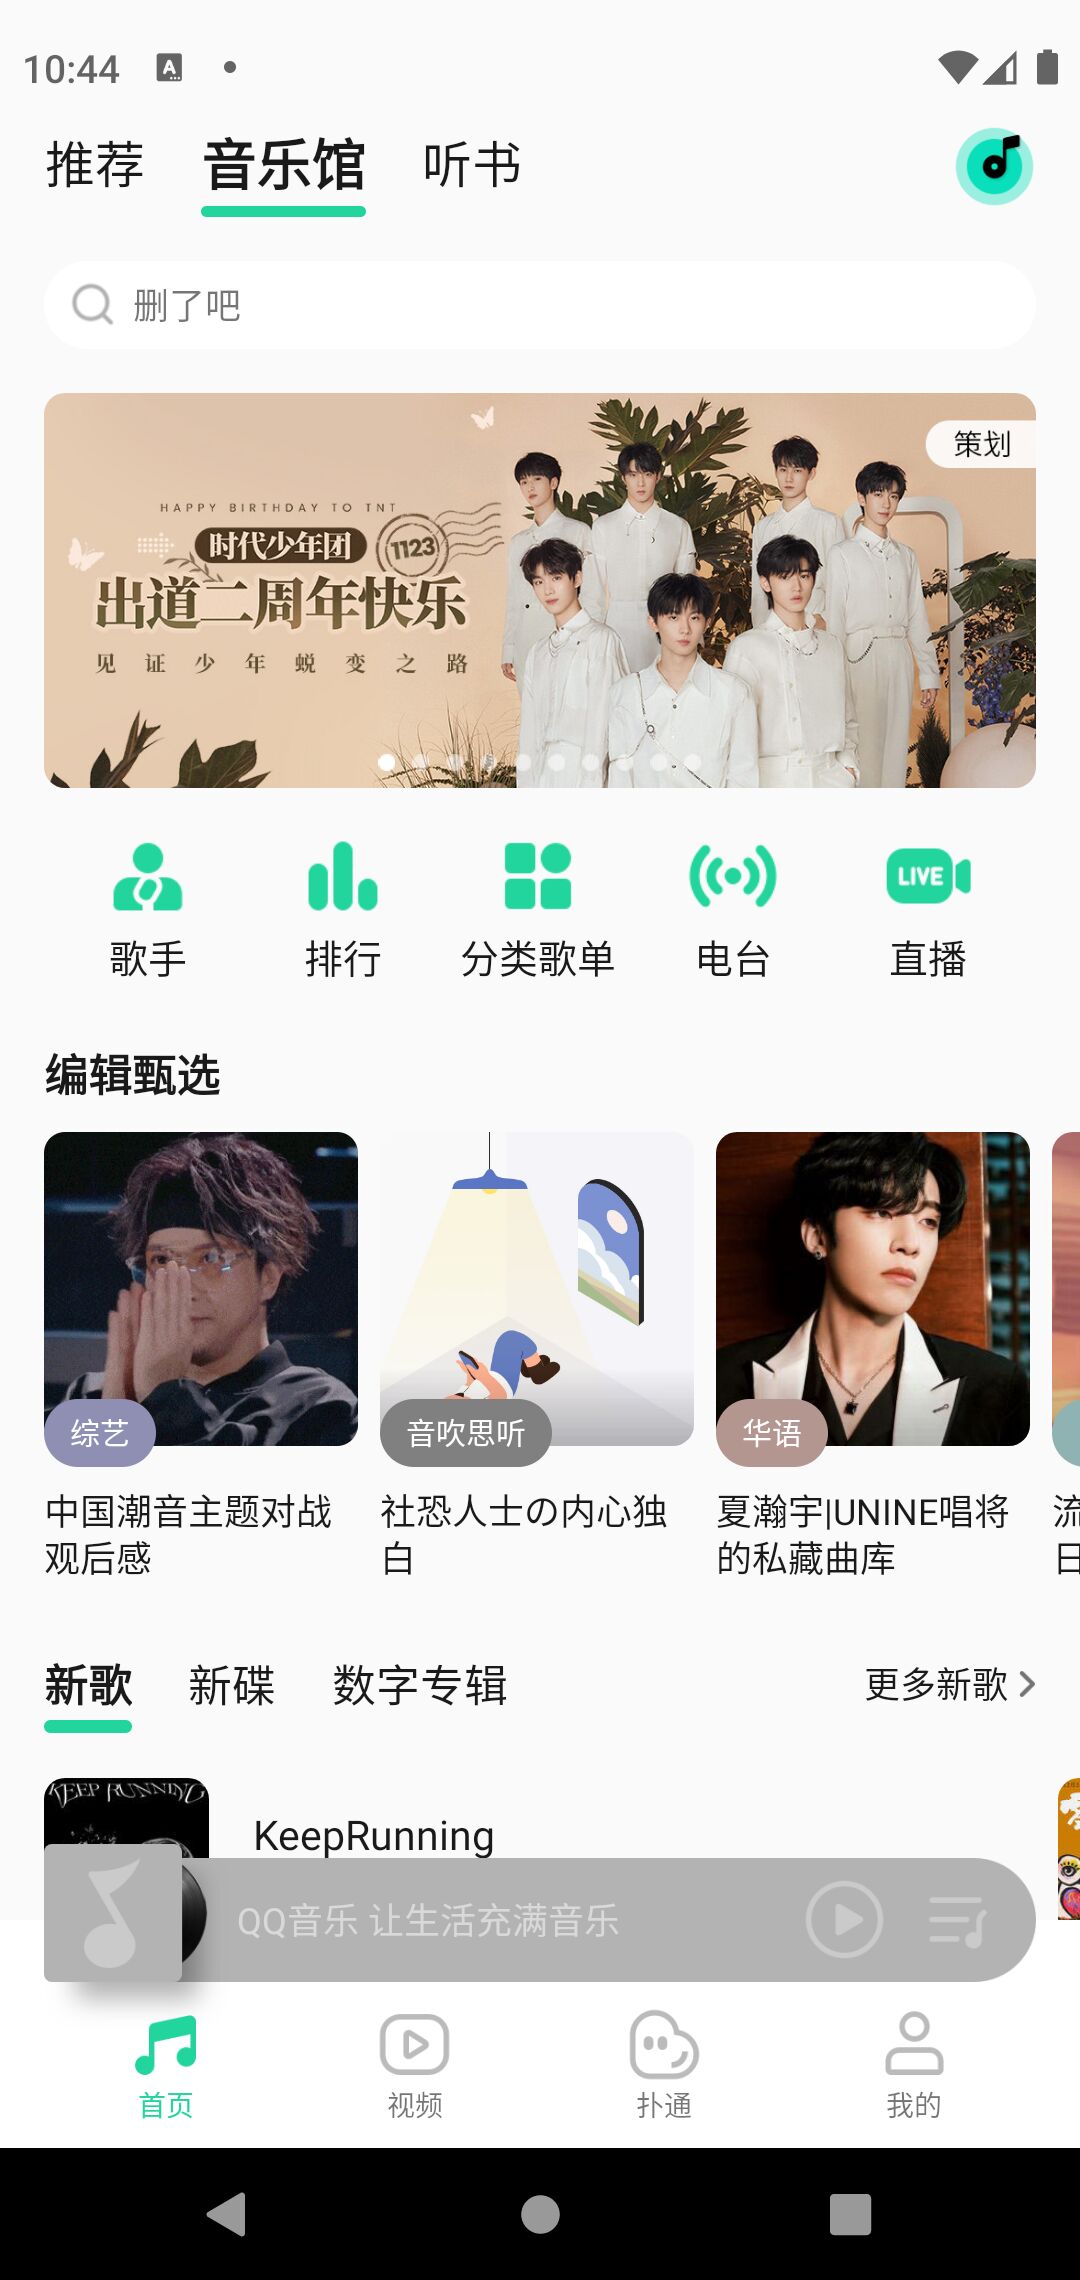 10:44
A
推荐 音乐馆 听书
删了吧
策划
HAPPY BIRTHDAY TO TNT
时代少年团 1123
出道二周年快乐
见证少年蜕变之路
LIVE
歌手 排行 分类歌单 电台 直播
编辑甄选
综艺 音吹思听 华语
中国潮音主题对战
观后感
社恐人士の内心独
白
夏瀚宇|UNINE唱将
的私藏曲库
流
日
新歌 新碟 数字专辑 更多新歌
KEEP RUNNING
KeepRunning
QQ音乐 让生活充满音乐
首页 视频 扑通 我的